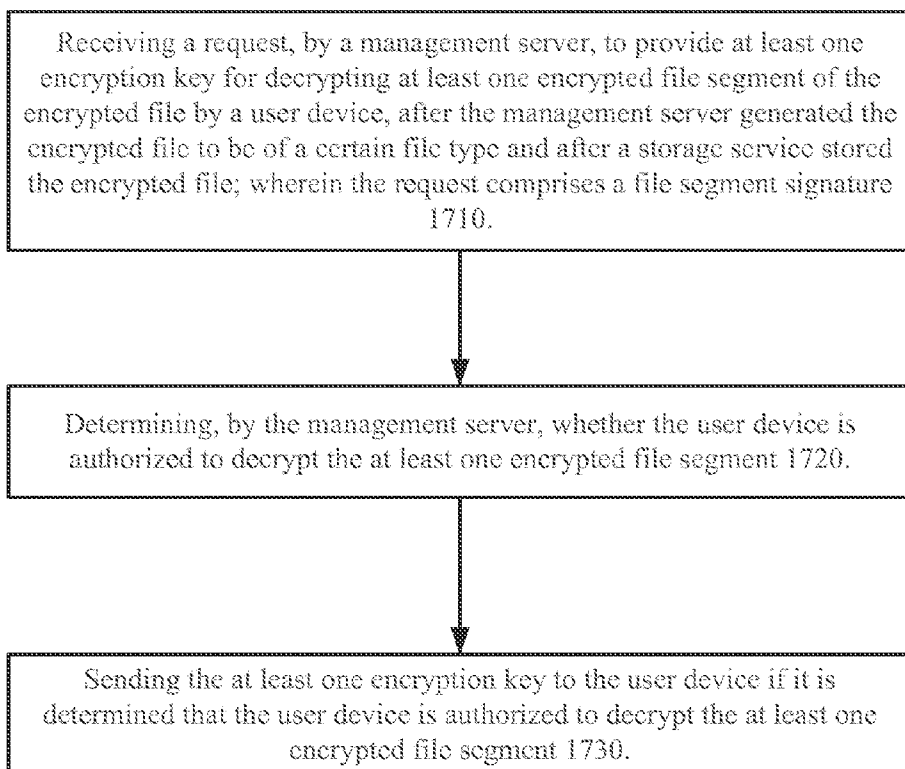 Receiving a request, by a management server, to provide at least one
encryption key for decrypting at least one encrypted file segment of the
encrypted file by a user device, after the management server generated the
encrypted file to be of a certain file type and after a storage service stored
the encrypted file; wherein the request comprises a file segment signature
1710.
Determining, by the management server, whether the user device is
authorized to decrypt the at least one encrypted file segment 1720.
Sending the at least one encryption key to the user device if it is
determined that the user device is authorized to decrypt the at least one
encrypted file segment 1730.